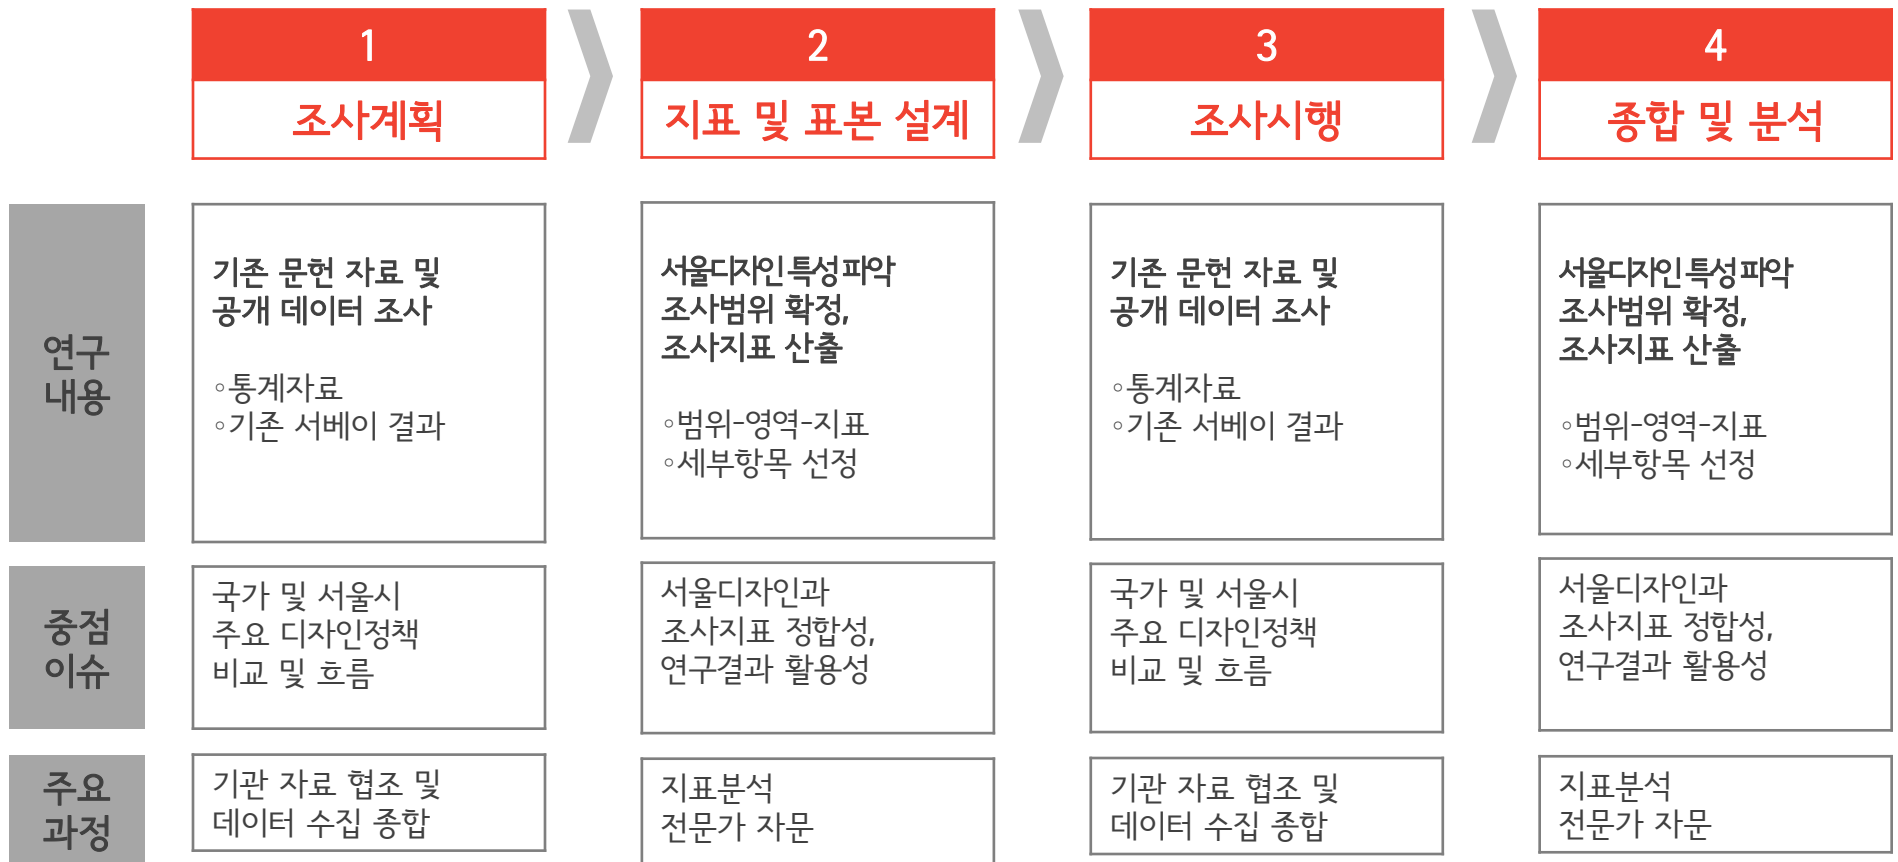 1
조사계획
2
지표 및 표본 설계
3
조사시행
4
종합 및 분석
연구
내용
기존 문헌 자료 및
공개 데이터 조사
◦통계자료
◦기존 서베이 결과
서울디자인 특성 파악
조사범위 확정,
조사지표 산출
◦범위-영역-지표
◦세부항목 선정
기존 문헌 자료 및
공개 데이터 조사
◦통계자료
◦기존 서베이 결과
서울디자인 특성 파악
조사범위 확정,
조사지표 산출
◦범위-영역-지표
◦세부항목 선정
중점
이슈
국가 및 서울시
주요 디자인정책
비교 및 흐름
서울디자인과
조사지표 정합성,
연구결과 활용성
국가 및 서울시
주요 디자인정책
비교 및 흐름
서울디자인과
조사지표 정합성,
연구결과 활용성
주요
과정
기관 자료 협조 및
데이터 수집 종합
지표분석
전문가 자문
기관 자료 협조 및
데이터 수집 종합
지표분석
전문가 자문